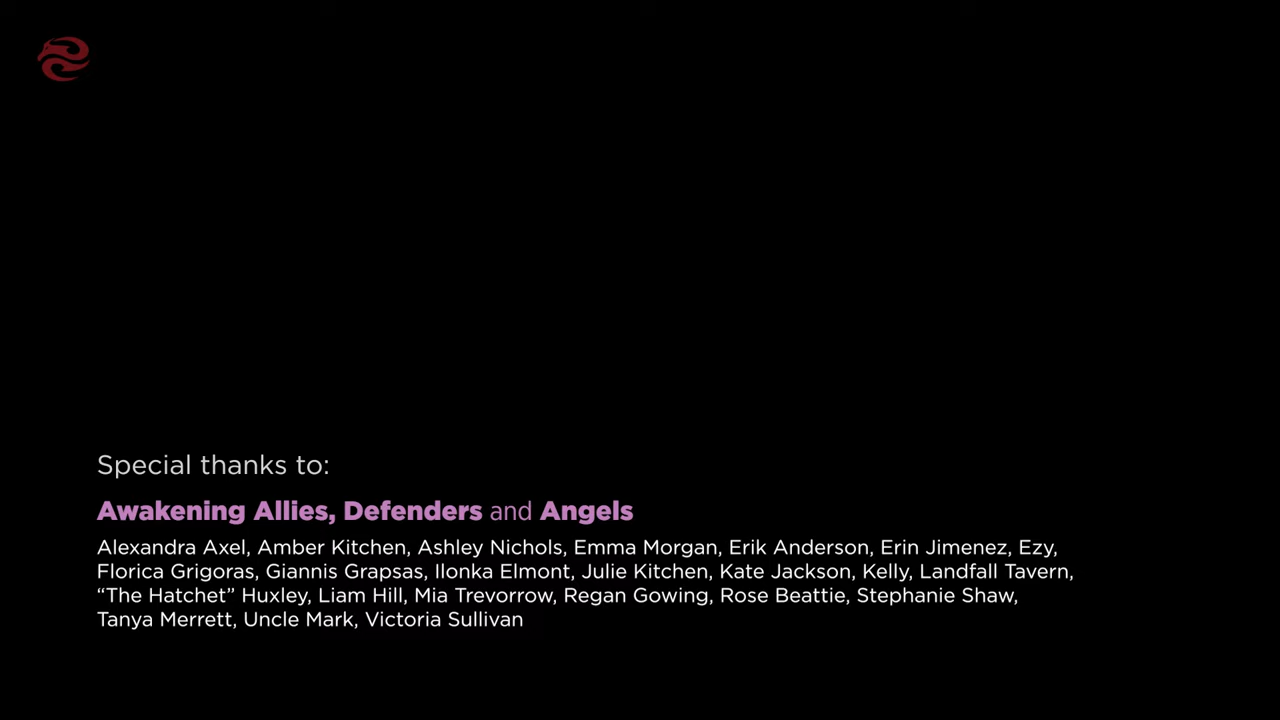 Special thanks to:
Awakening Allies, Defenders and Angels
Alexandra Axel, Amber Kitchen, Ashley Nichols, Emma Morgan, Erik Anderson, Erin Jimenez, Ezy,
Florica Grigoras, Giannis Grapsas, Ilonka Elmont, Julie Kitchen, Kate Jackson, Kelly, Landfall Tavern,
“The Hatchet” Huxley, Liam Hill, Mia Trevorrow, Regan Gowing, Rose Beattie, Stephanie Shaw,
Tanya Merrett, Uncle Mark, Victoria Sullivan